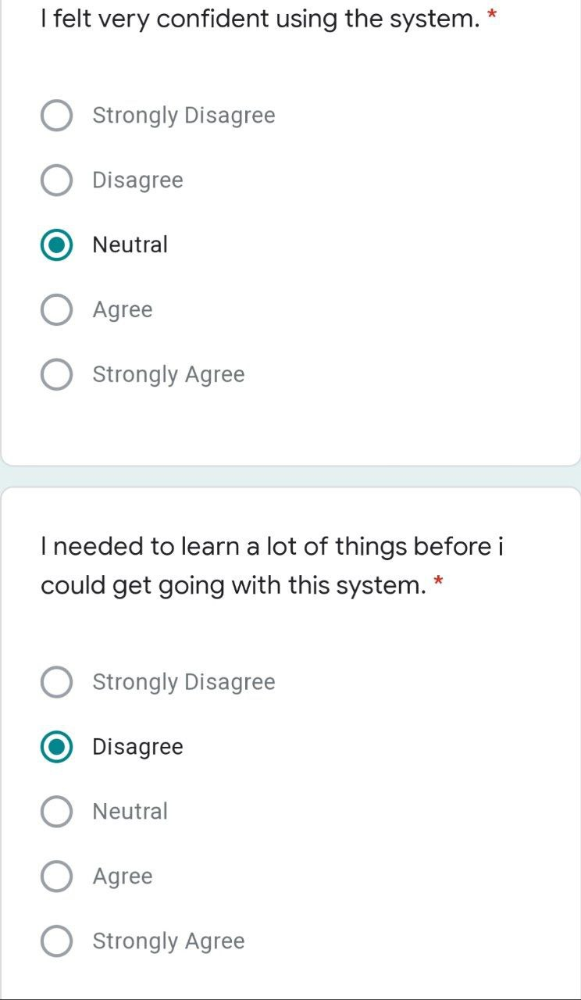 I felt very confident using the system. *
Strongly Disagree
Disagree
Neutral
Agree
Strongly Agree
I needed to learn a lot of things before i
could get going with this system. *
Strongly Disagree
Disagree
Neutral
Agree
Strongly Agree